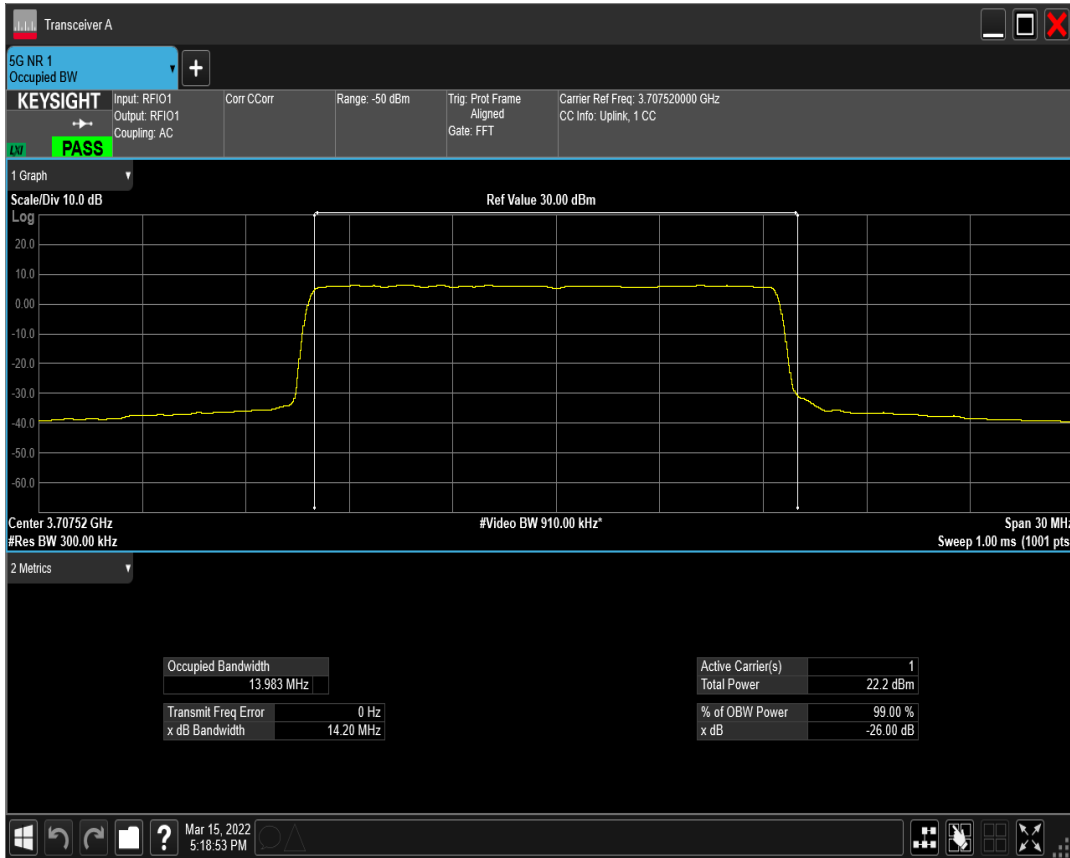 Transceiver A
5G NR 1
Occupied BW
+
KEYSIGHT
LXI
PASS
Input: RFIO1
Output: RFIO1
Coupling: AC
Corr CCorr
Range: -50 dBm
Trig: Prot Frame
Aligned
Gate: FFT
Carrier Ref Freq: 3.707520000 GHz
CC Info: Uplink, 1 CC
1 Graph
Scale/Div 10.0 dB
Ref Value 30.00 dBm
Log
20.0
10.0
0.00
-10.0
-20.0
-30.0
-40.0
-50.0
-60.0
Center 3.70752 GHz
#Video BW 910.00 kHz*
Span 30 MHz
#Res BW 300.00 kHz
Sweep 1.00 ms (1001 pts
2 Metrics
Occupied Bandwidth
13.983 MHz
Transmit Freq Error 0 Hz
x dB Bandwidth 14.20 MHz
Active Carrier(s) 1
Total Power 22.2 dBm
% of OBW Power 99.00 %
x dB -26.00 dB
?
Mar 15, 2022
5:18:53 PM